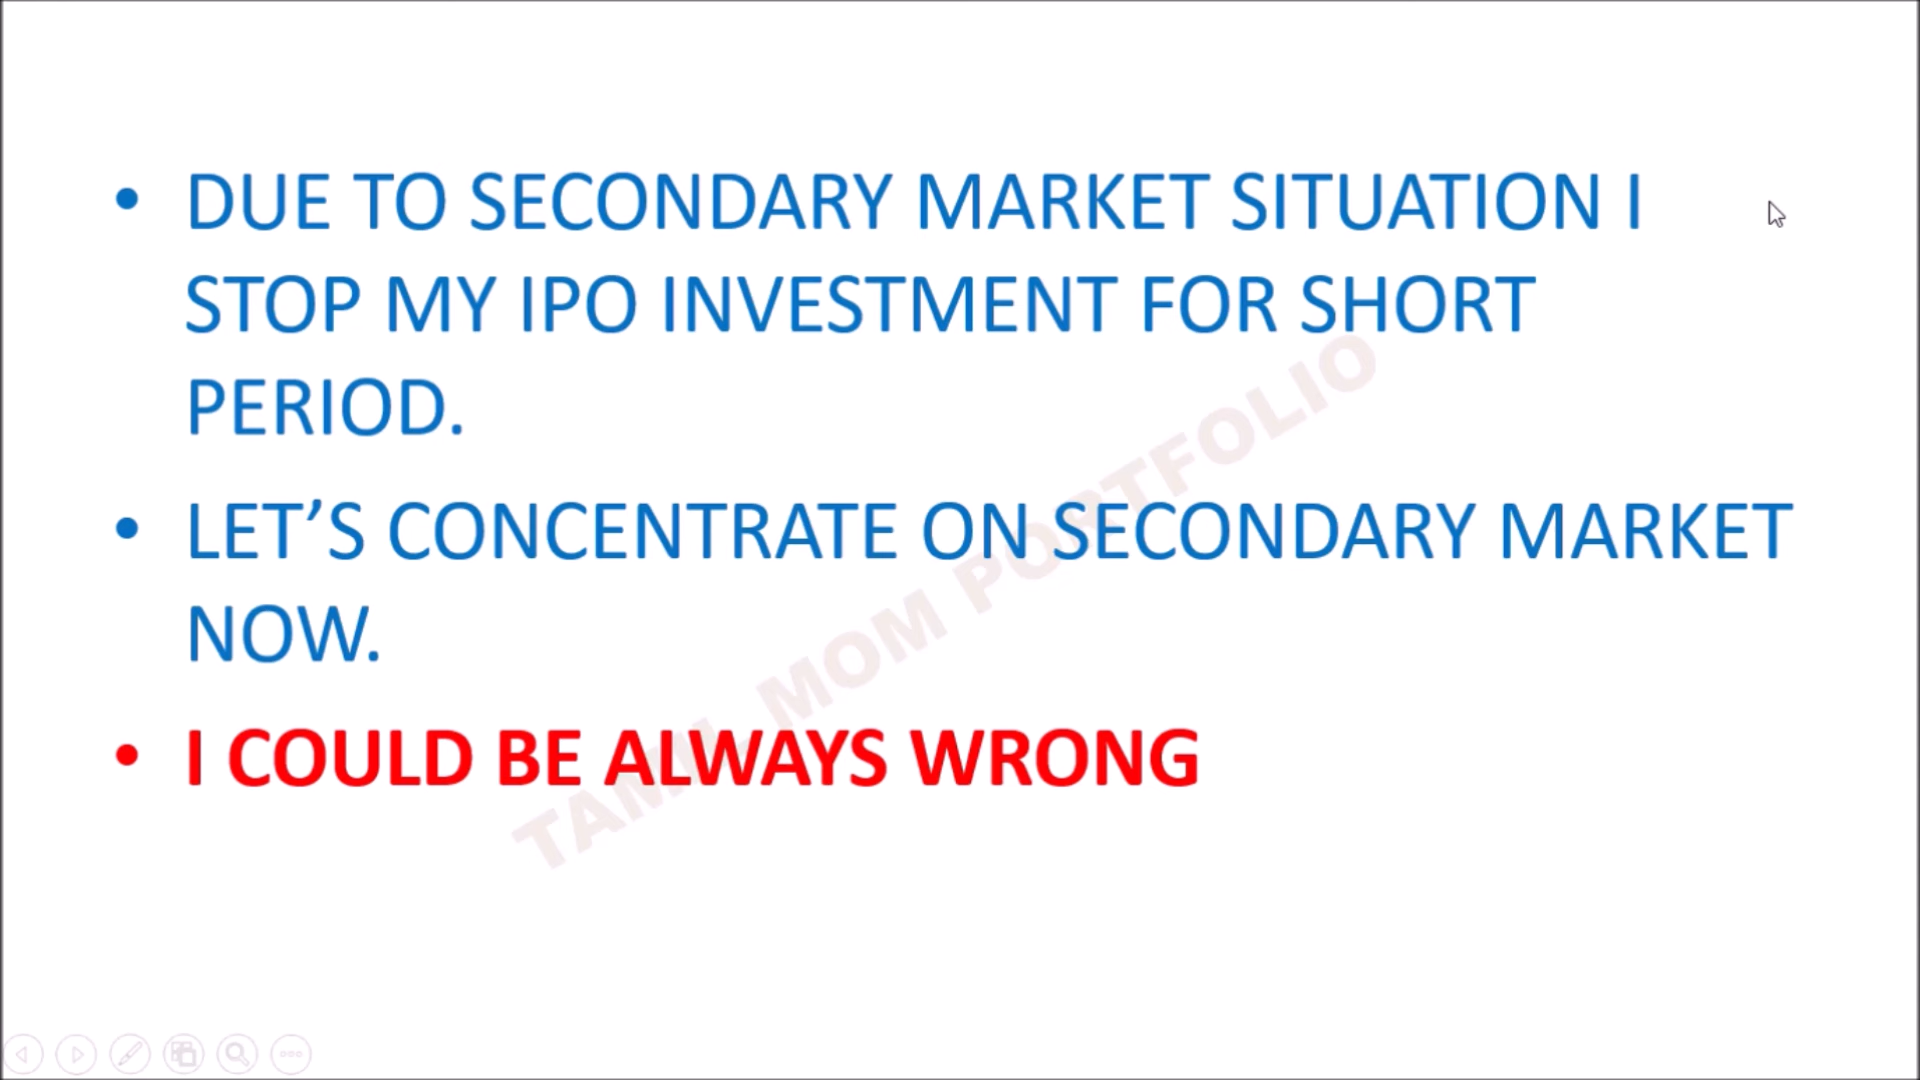 • DUE TO SECONDARY MARKET SITUATION I
STOP MY IPO INVESTMENT FOR SHORT
PERIOD.
• LET’S CONCENTRATE ON SECONDARY MARKET
NOW.
• I COULD BE ALWAYS WRONG
TAMIL MOM PORTFOLIO